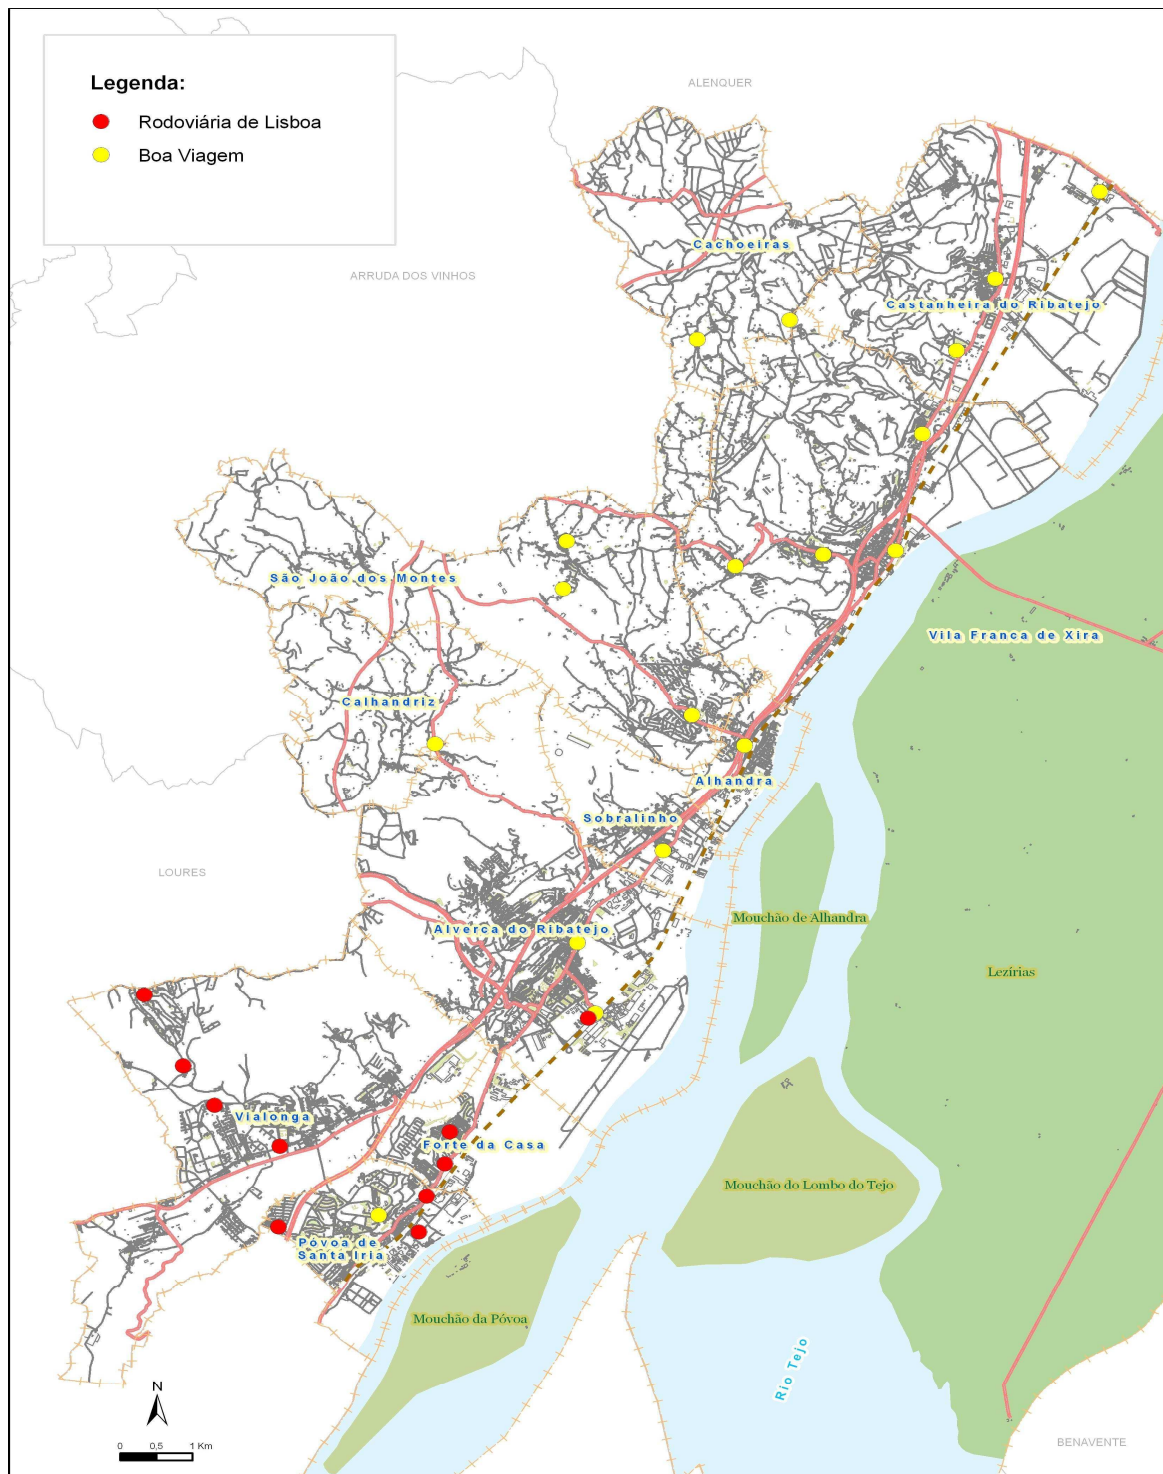 Legenda:
Rodoviária de Lisboa
Boa Viagem
ALENQUER
Cachoeiras
ARRUDA DOS VINHOS
Castanheira do Ribatejo
São João dos Montes
Vila Franca de Xira
Calhandriz
Alhandra
Sobralinho
LOURES
Mouchão de Alhandra
Alverca do Ribatejo
Lezírias
Vialonga
Forte da Casa
Mouchão do Lombo do Tejo
Póvoa de
Santa Iria
Mouchão da Póvoa
Rio Tejo
N
0 0,5 1 Km
BENAVENTE